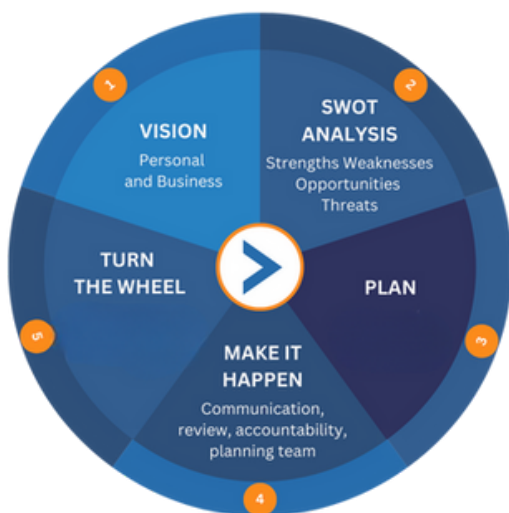 1
VISION
Personal
and Business
2
SWOT
ANALYSIS
Strengths Weaknesses
Opportunities
Threats
3
PLAN
4
MAKE IT
HAPPEN
Communication,
review, accountability,
planning team
5
TURN
THE WHEEL